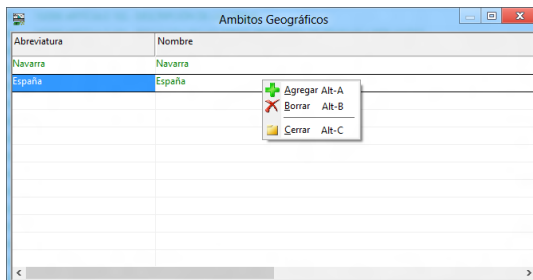 Ambitos Geográficos
Abreviatura Nombre
Navarra Navarra
España España
Agregar Alt-A
Borrar Alt-B
Cerrar Alt-C